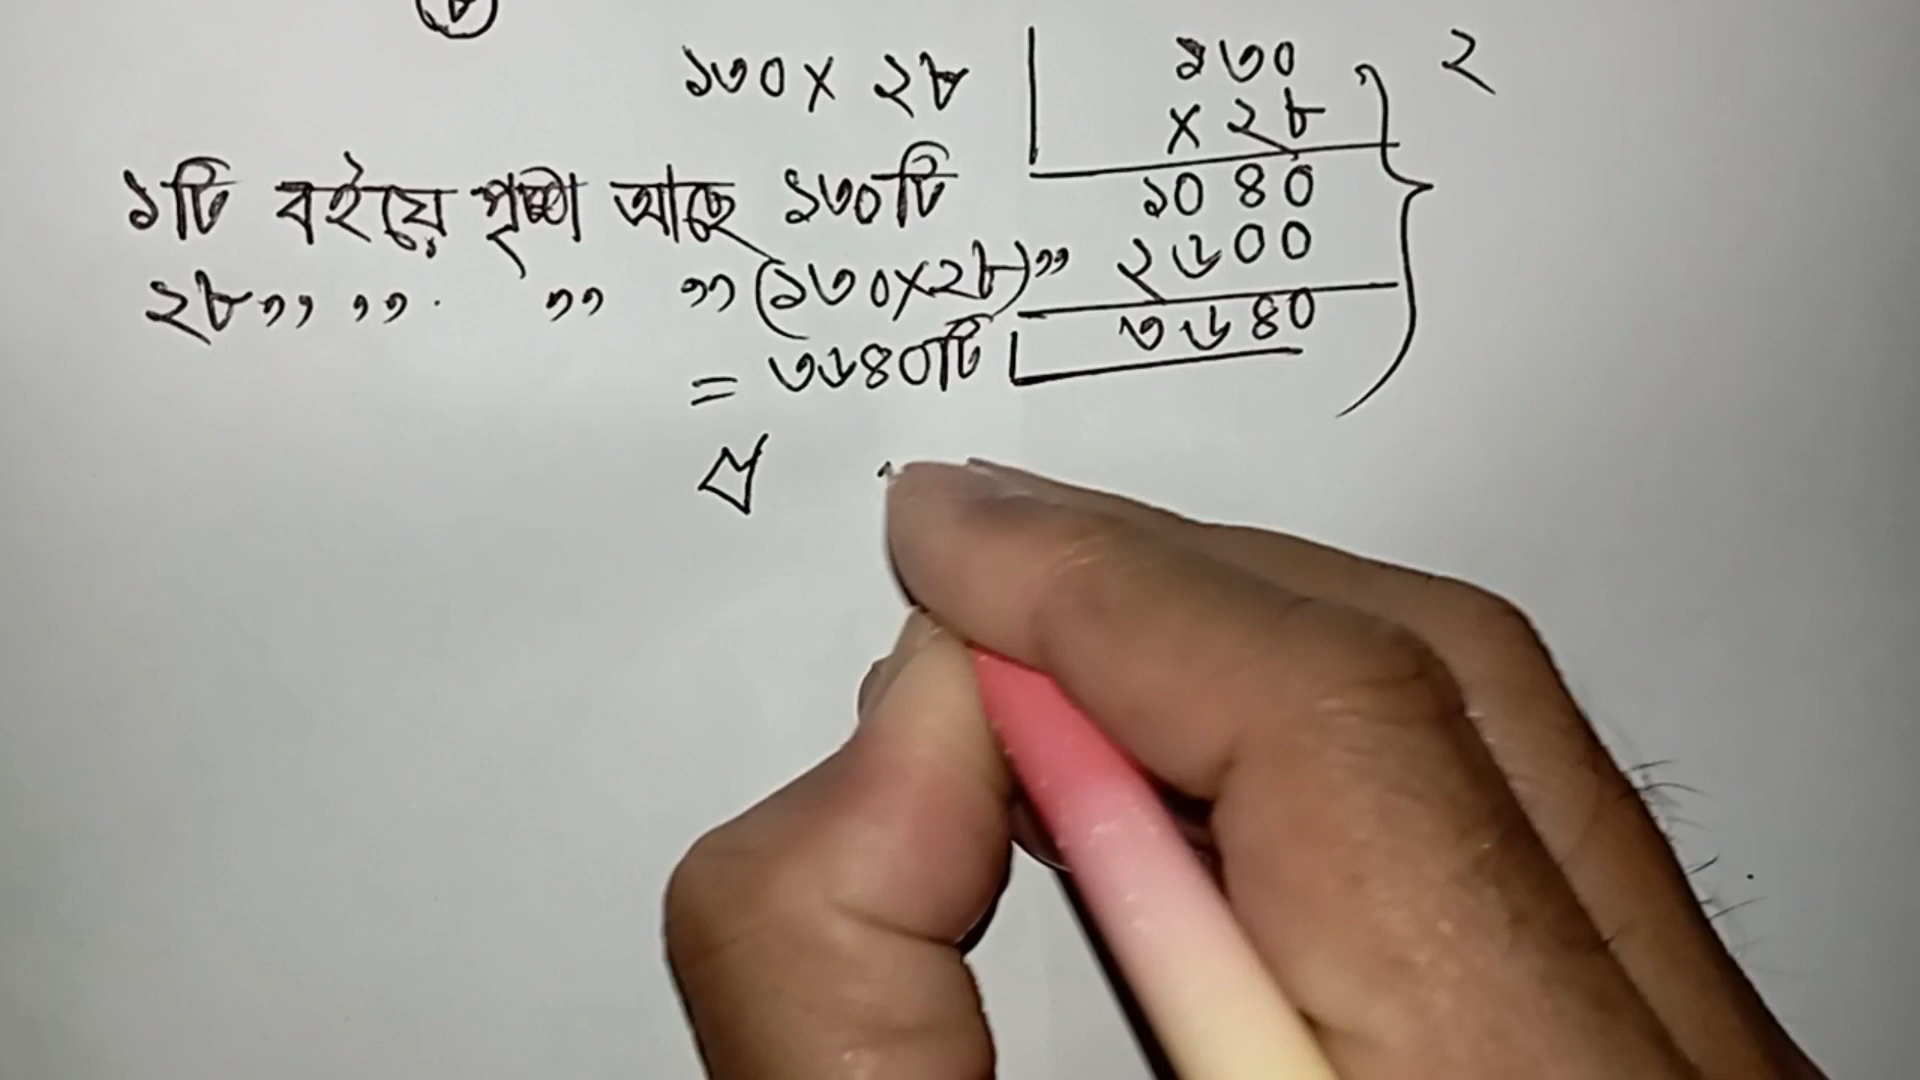 ১৩০ × ২৮
১টি বইয়ে পৃষ্ঠা আছে ১৩০টি
২৮ ,, ,, ,, ,, (১৩০×২৮) ,,
= ৩৬৪০টি
১৩০
× ২৮
১০৪০
২৬০০
৩৬৪০
২